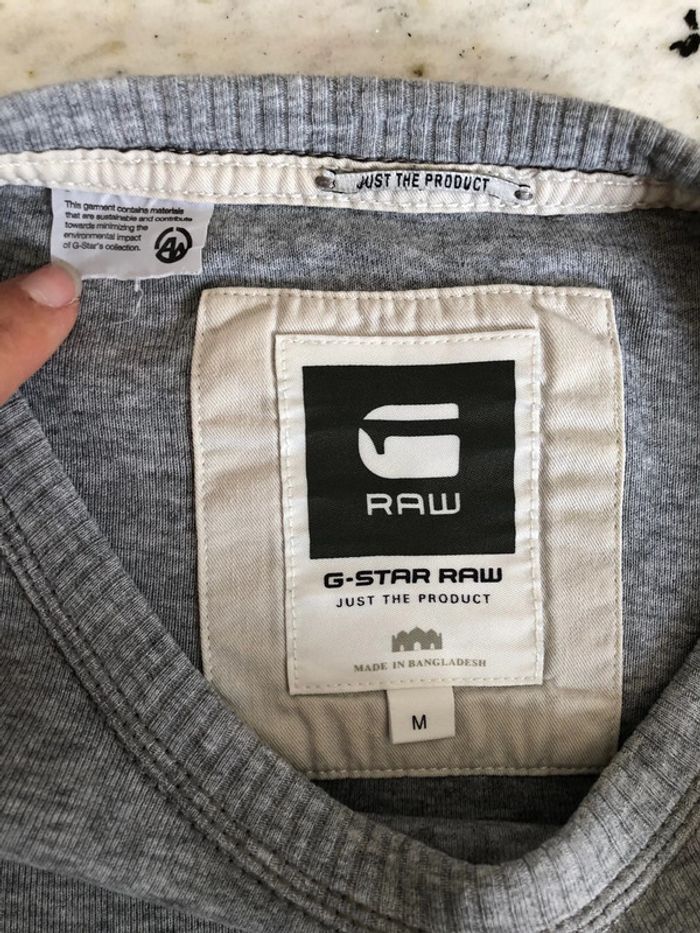 JUST THE PRODUCT
This garment contains materials
that are sustainable and contribute
towards minimizing the
environmental impact
of G-Star's collection.
RAW
G-STAR RAW
JUST THE PRODUCT
MADE IN BANGLADESH
M